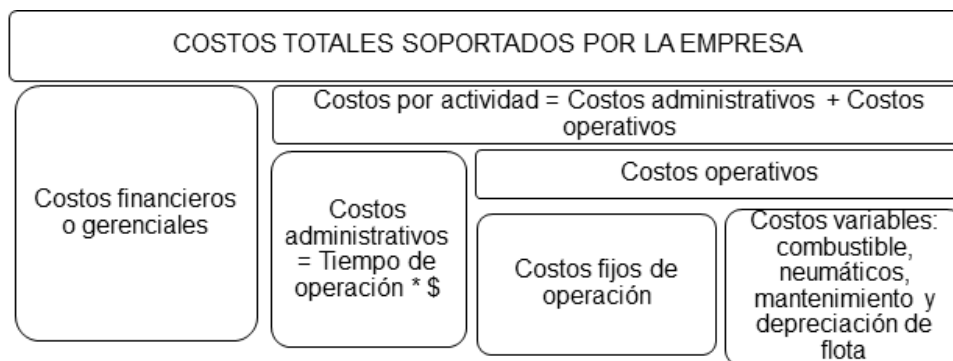 COSTOS TOTALES SOPORTADOS POR LA EMPRESA
Costos por actividad = Costos administrativos + Costos
operativos
Costos financieros
o gerenciales
Costos
administrativos
= Tiempo de
operación * $
Costos operativos
Costos fijos de
operación
Costos variables:
combustible,
neumáticos,
mantenimiento y
depreciación de
flota